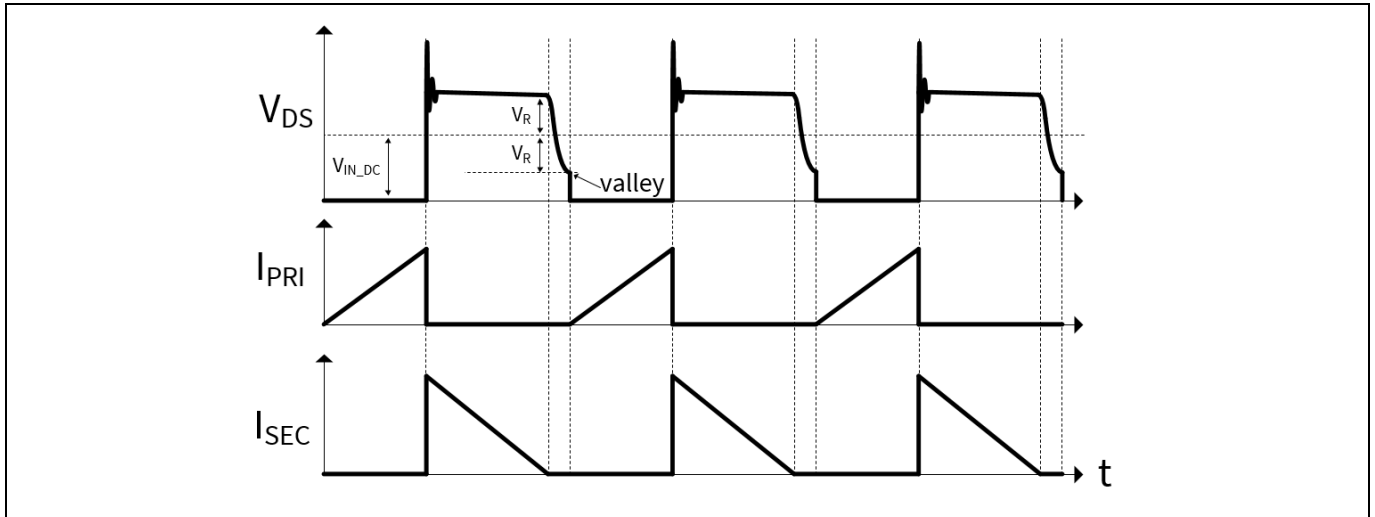 V_DS
V_R
V_R
V_IN_DC
valley
I_PRI
I_SEC
t